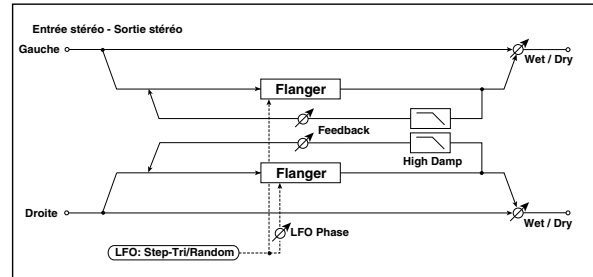 Entrée stéréo - Sortie stéréo
Gauche
Wet / Dry
Flanger
Feedback
High Damp
Flanger
Droite
Wet / Dry
LFO Phase
LFO: Step-Tri/Random